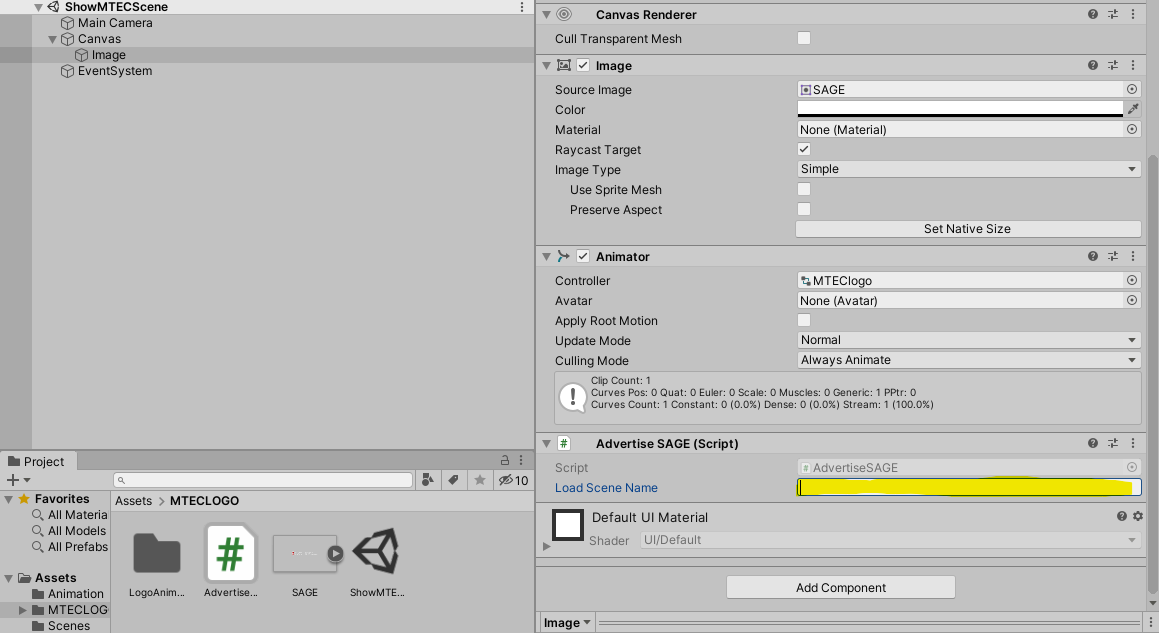 ShowMTECScene
Main Camera
Canvas
Image
EventSystem
Project
10
Favorites
All Materia
All Models
All Prefabs
Assets
Animation
MTECLOG
Scenes
Assets > MTECLOGO
LogoAnim...
Advertise...
SAGE
ShowMTE...
Canvas Renderer
Cull Transparent Mesh
Image
Source Image SAGE
Color
Material None (Material)
Raycast Target
Image Type Simple
Use Sprite Mesh
Preserve Aspect
Set Native Size
Animator
Controller MTEClogo
Avatar None (Avatar)
Apply Root Motion
Update Mode Normal
Culling Mode Always Animate
Clip Count: 1
Curves Pos: 0 Quat: 0 Euler: 0 Scale: 0 Muscles: 0 Generic: 1 PPtr: 0
Curves Count: 1 Constant: 0 (0.0%) Dense: 0 (0.0%) Stream: 1 (100.0%)
# Advertise SAGE (Script)
Script # AdvertiseSAGE
Load Scene Name
Default UI Material
Shader UI/Default
Add Component
Image